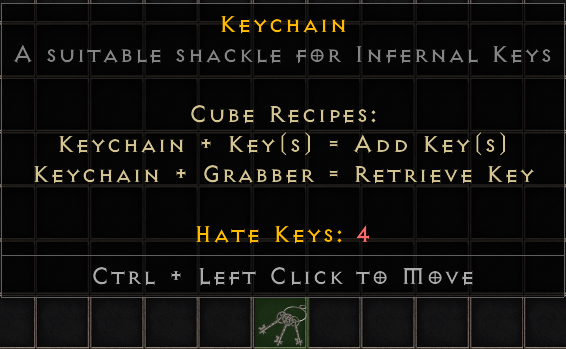 Keychain
A suitable shackle for Infernal Keys
Cube Recipes:
Keychain + Key(s) = Add Key(s)
Keychain + Grabber = Retrieve Key
Hate Keys: 4
Ctrl + Left Click to Move